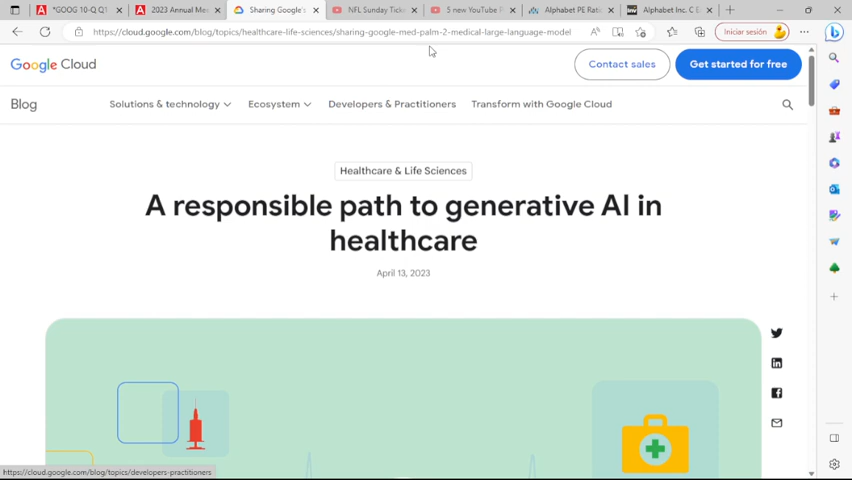 *GOOG 10-Q Q1
2023 Annual Me
Sharing Google's
NFL Sunday Ticke
5 new YouTube P
Alphabet PE Ratio
Alphabet Inc. C E
https://cloud.google.com/blog/topics/healthcare-life-sciences/sharing-google-med-palm-2-medical-large-language-model
Iniciar sesión
Google Cloud
Contact sales
Get started for free
Blog
Solutions & technology
Ecosystem
Developers & Practitioners
Transform with Google Cloud
Healthcare & Life Sciences
A responsible path to generative AI in
healthcare
April 13, 2023
https://cloud.google.com/blog/topics/developers-practitioners